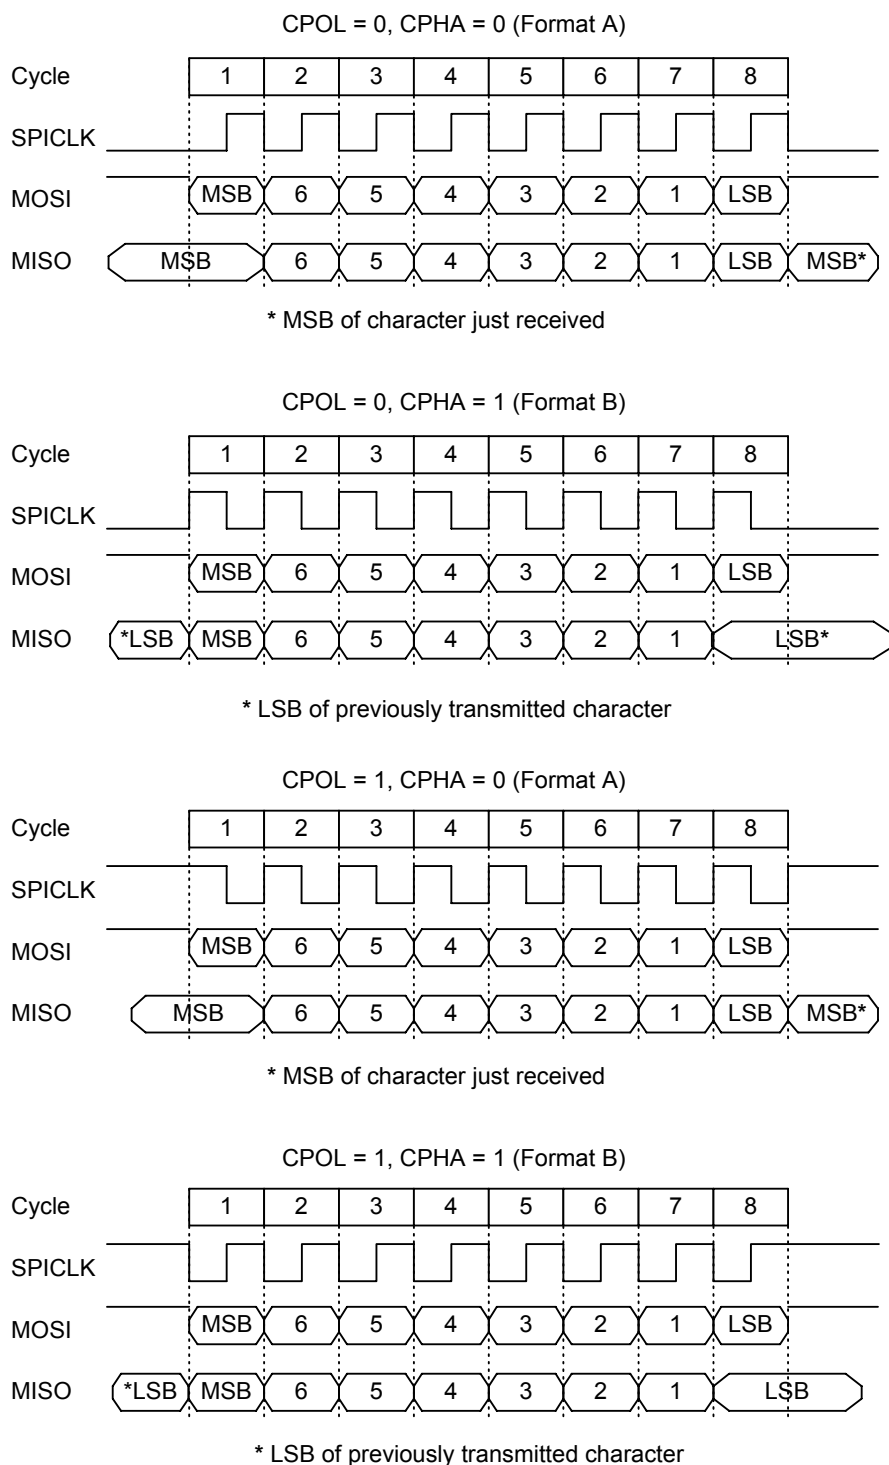 CPOL = 0, CPHA = 0 (Format A)
Cycle 1 2 3 4 5 6 7 8
SPICLK
MOSI MSB 6 5 4 3 2 1 LSB
MISO MSB 6 5 4 3 2 1 LSB MSB*
* MSB of character just received
CPOL = 0, CPHA = 1 (Format B)
Cycle 1 2 3 4 5 6 7 8
SPICLK
MOSI MSB 6 5 4 3 2 1 LSB
MISO *LSB MSB 6 5 4 3 2 1 LSB*
* LSB of previously transmitted character
CPOL = 1, CPHA = 0 (Format A)
Cycle 1 2 3 4 5 6 7 8
SPICLK
MOSI MSB 6 5 4 3 2 1 LSB
MISO MSB 6 5 4 3 2 1 LSB MSB*
* MSB of character just received
CPOL = 1, CPHA = 1 (Format B)
Cycle 1 2 3 4 5 6 7 8
SPICLK
MOSI MSB 6 5 4 3 2 1 LSB
MISO *LSB MSB 6 5 4 3 2 1 LSB
* LSB of previously transmitted character